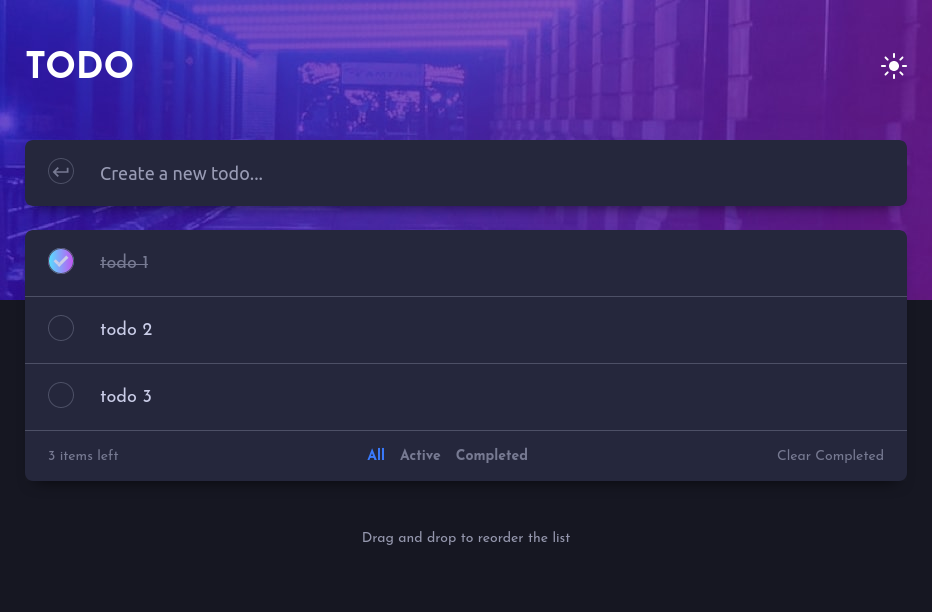 TODO
Create a new todo...
todo 1
todo 2
todo 3
3 items left
All Active Completed
Clear Completed
Drag and drop to reorder the list